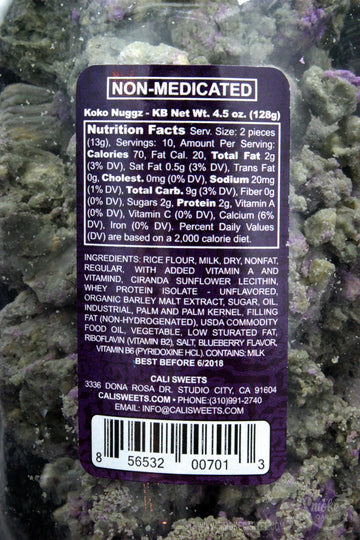 NON-MEDICATED
Koko Nuggz - KB Net Wt. 4.5 oz. (128g)
Nutrition Facts Serv. Size: 2 pieces
(13g), Servings: 10, Amount Per Serving:
Calories 70, Fat Cal. 20, Total Fat 2g
(3% DV), Sat Fat 0.5g (3% DV), Trans Fat
0g, Cholest. 0mg (0% DV), Sodium 20mg
(1% DV), Total Carb. 9g (3% DV), Fiber 0g
(0% DV), Sugars 2g, Protein 2g, Vitamin A
(0% DV), Vitamin C (0% DV), Calcium (6%
DV), Iron (0% DV). Percent Daily Values
(DV) are based on a 2,000 calorie diet.
INGREDIENTS: RICE FLOUR, MILK, DRY, NONFAT,
REGULAR, WITH ADDED VITAMIN A AND
VITAMIND, CIRANDA SUNFLOWER LECITHIN,
WHEY PROTEIN ISOLATE - UNFLAVORED,
ORGANIC BARLEY MALT EXTRACT, SUGAR, OIL,
INDUSTRIAL, PALM AND PALM KERNEL, FILLING
FAT (NON-HYDROGENATED), USDA COMMODITY
FOOD OIL, VEGETABLE, LOW STURATED FAT,
RIBOFLAVIN (VITAMIN B2), SALT, BLUEBERRY FLAVOR,
VITAMIN B6 (PYRIDOXINE HCL). CONTAINS: MILK
BEST BEFORE 6/2018
CALI SWEETS
3336 DONA ROSA DR. STUDIO CITY, CA 91604
CALISWEETS.COM • PHONE:(310)991-2740
EMAIL: INFO@CALISWEETS.COM
8 56532 00701 3